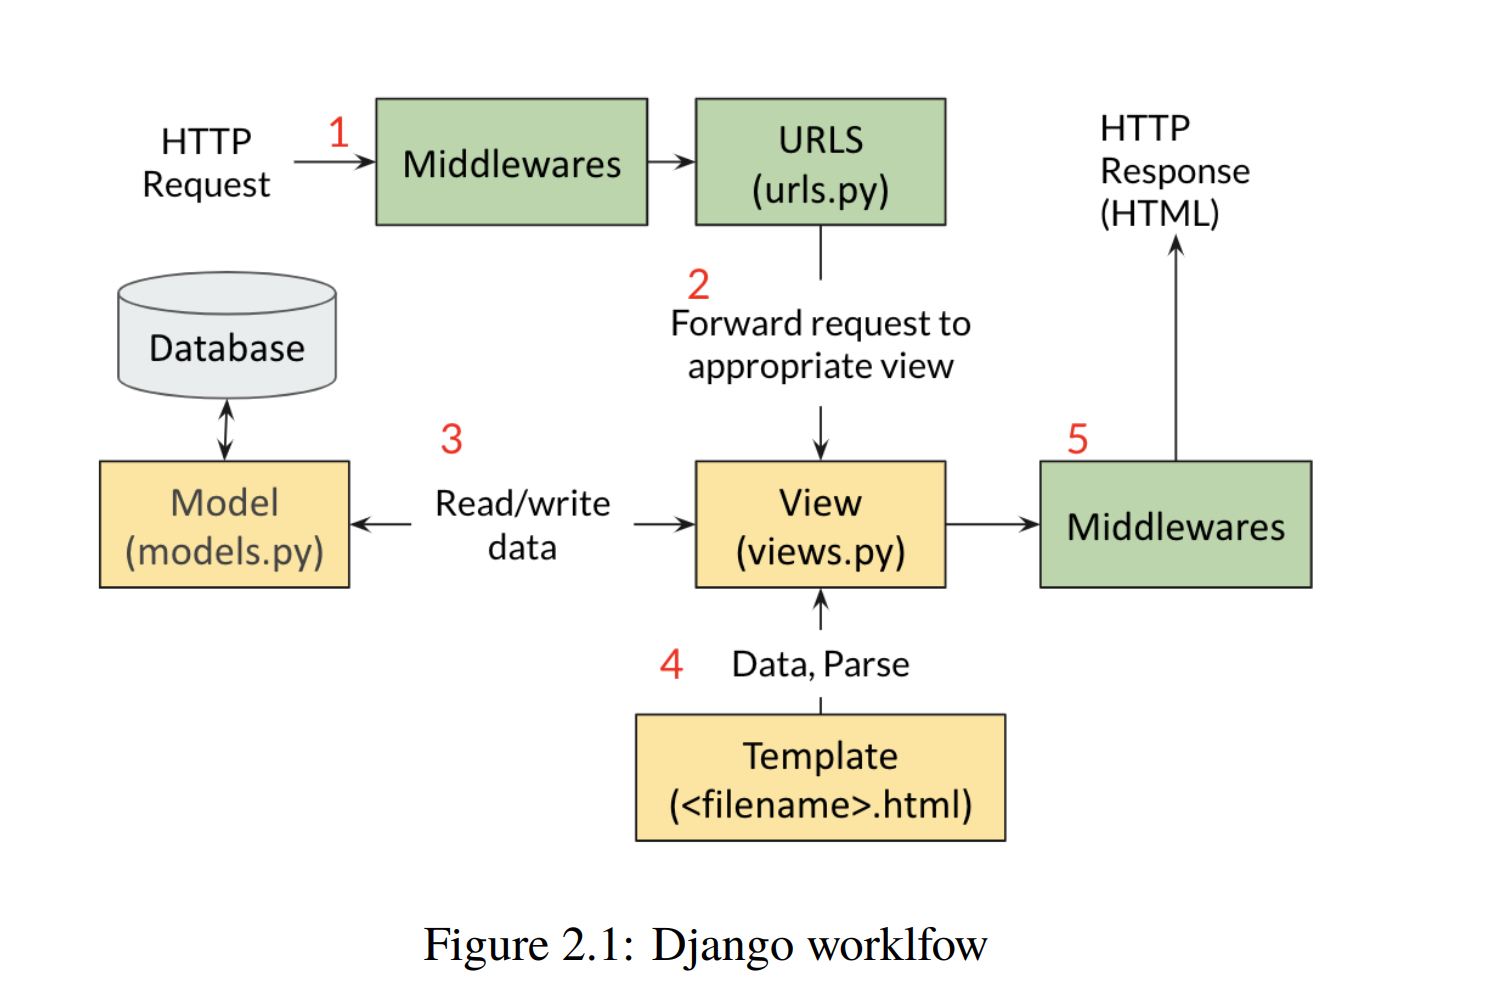 HTTP
Request
1
Middlewares
URLS
(urls.py)
HTTP
Response
(HTML)
2
Forward request to
appropriate view
Database
3
Read/write
data
Model
(models.py)
View
(views.py)
5
Middlewares
4
Data, Parse
Template
(<filename>.html)
Figure 2.1: Django worklfow